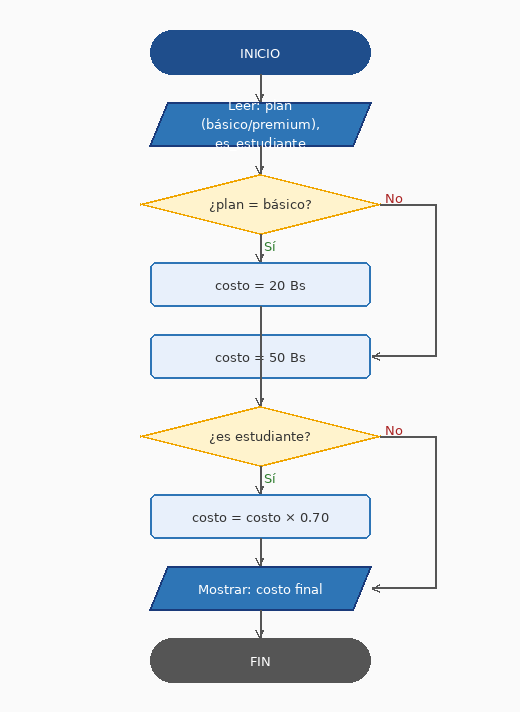 INICIO
Leer: plan
(básico/premium),
es_estudiante
¿plan = básico?
No
Sí
costo = 20 Bs
costo = 50 Bs
¿es estudiante?
No
Sí
costo = costo × 0.70
Mostrar: costo final
FIN